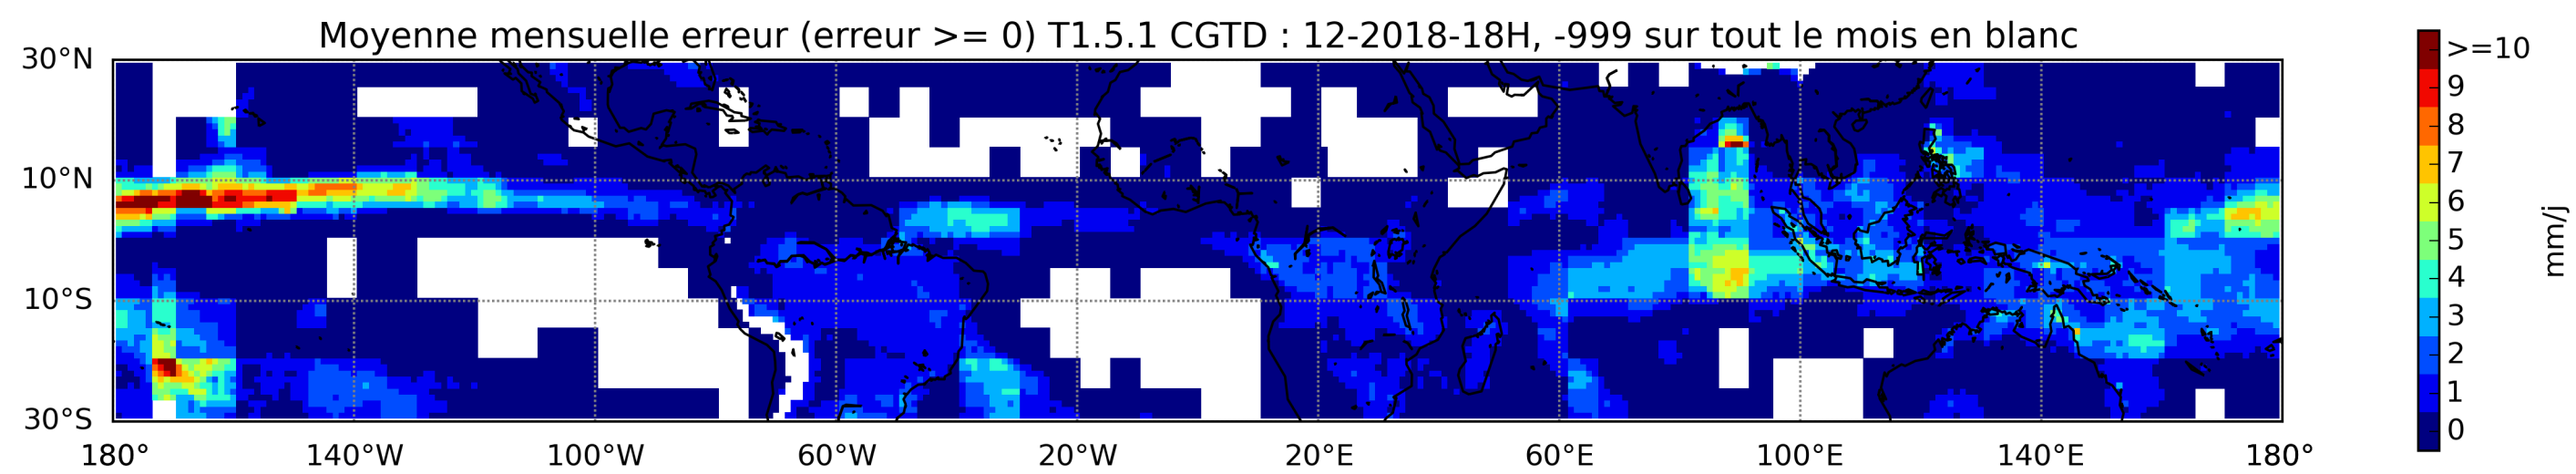 Moyenne mensuelle erreur (erreur >= 0) T1.5.1 CGTD : 12-2018-18H, -999 sur tout le mois en blanc
30°N
10°N
10°S
30°S
180° 140°W 100°W 60°W 20°W 20°E 60°E 100°E 140°E 180°
>=10
9
8
7
6
5
4
3
2
1
0
mm/j